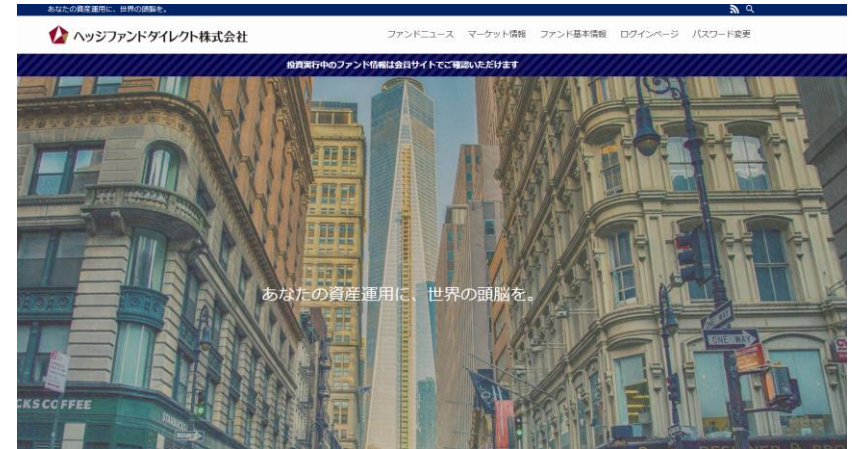 あなたの資産運用に、世界の頭脳を。
ヘッジファンドダイレクト株式会社
ファンドニュース マーケット情報 ファンド基本情報 ログインページ パスワード変更
投資実行中のファンド情報は会員サイトでご確認いただけます
あなたの資産運用に、世界の頭脳を。
ONE WAY
ONE WAY
CKS COFFEE